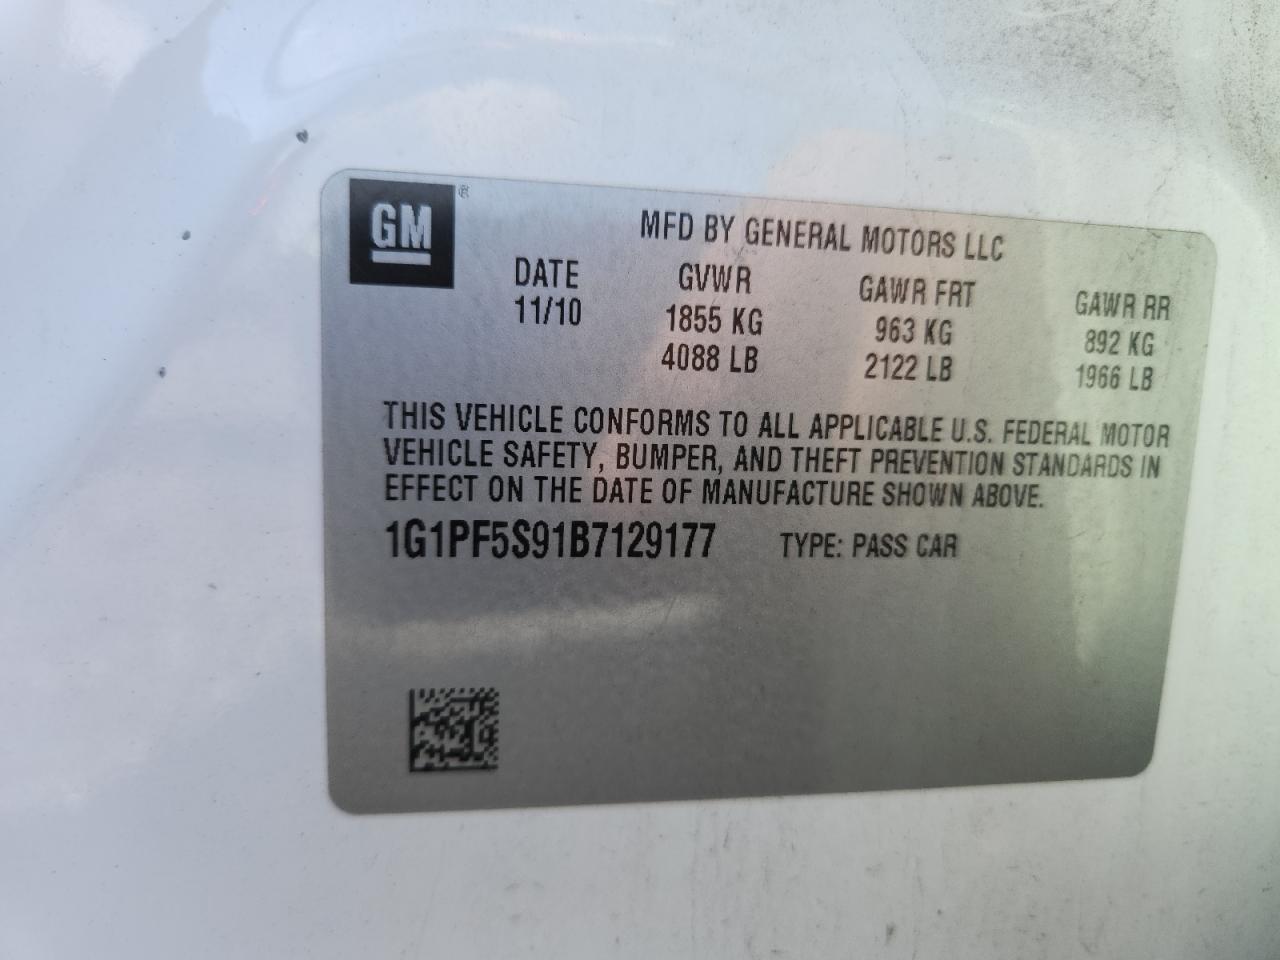 GM ®
MFD BY GENERAL MOTORS LLC
DATE GVWR GAWR FRT GAWR RR
11/10 1855 KG 963 KG 892 KG
4088 LB 2122 LB 1966 LB
THIS VEHICLE CONFORMS TO ALL APPLICABLE U.S. FEDERAL MOTOR
VEHICLE SAFETY, BUMPER, AND THEFT PREVENTION STANDARDS IN
EFFECT ON THE DATE OF MANUFACTURE SHOWN ABOVE.
1G1PF5S91B7129177 TYPE: PASS CAR